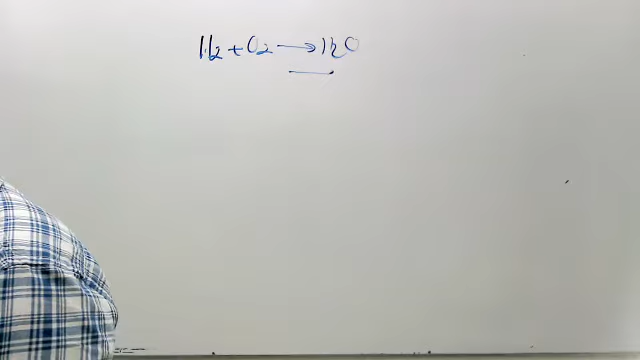 H₂ + O₂ → H₂O